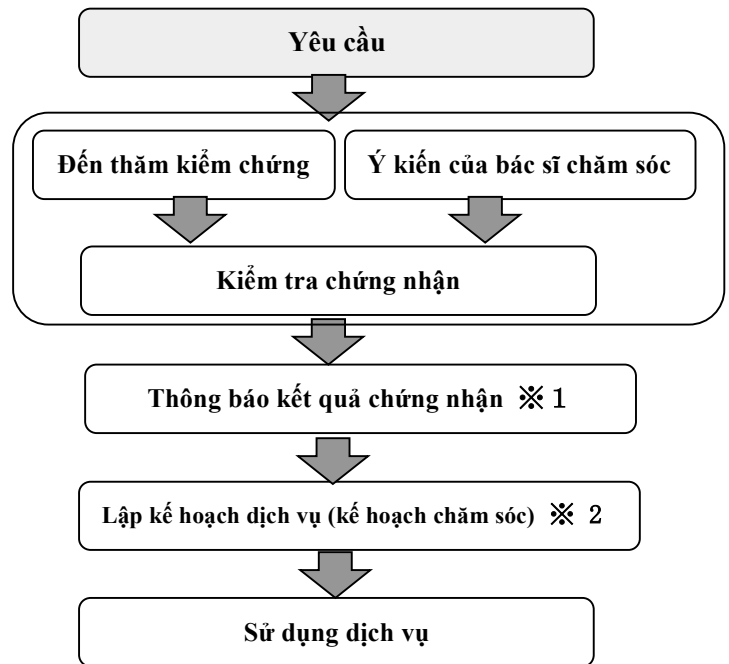 Yêu cầu
Đến thăm kiểm chứng
Ý kiến của bác sĩ chăm sóc
Kiểm tra chứng nhận
Thông báo kết quả chứng nhận ※１
Lập kế hoạch dịch vụ (kế hoạch chăm sóc) ※ ２
Sử dụng dịch vụ